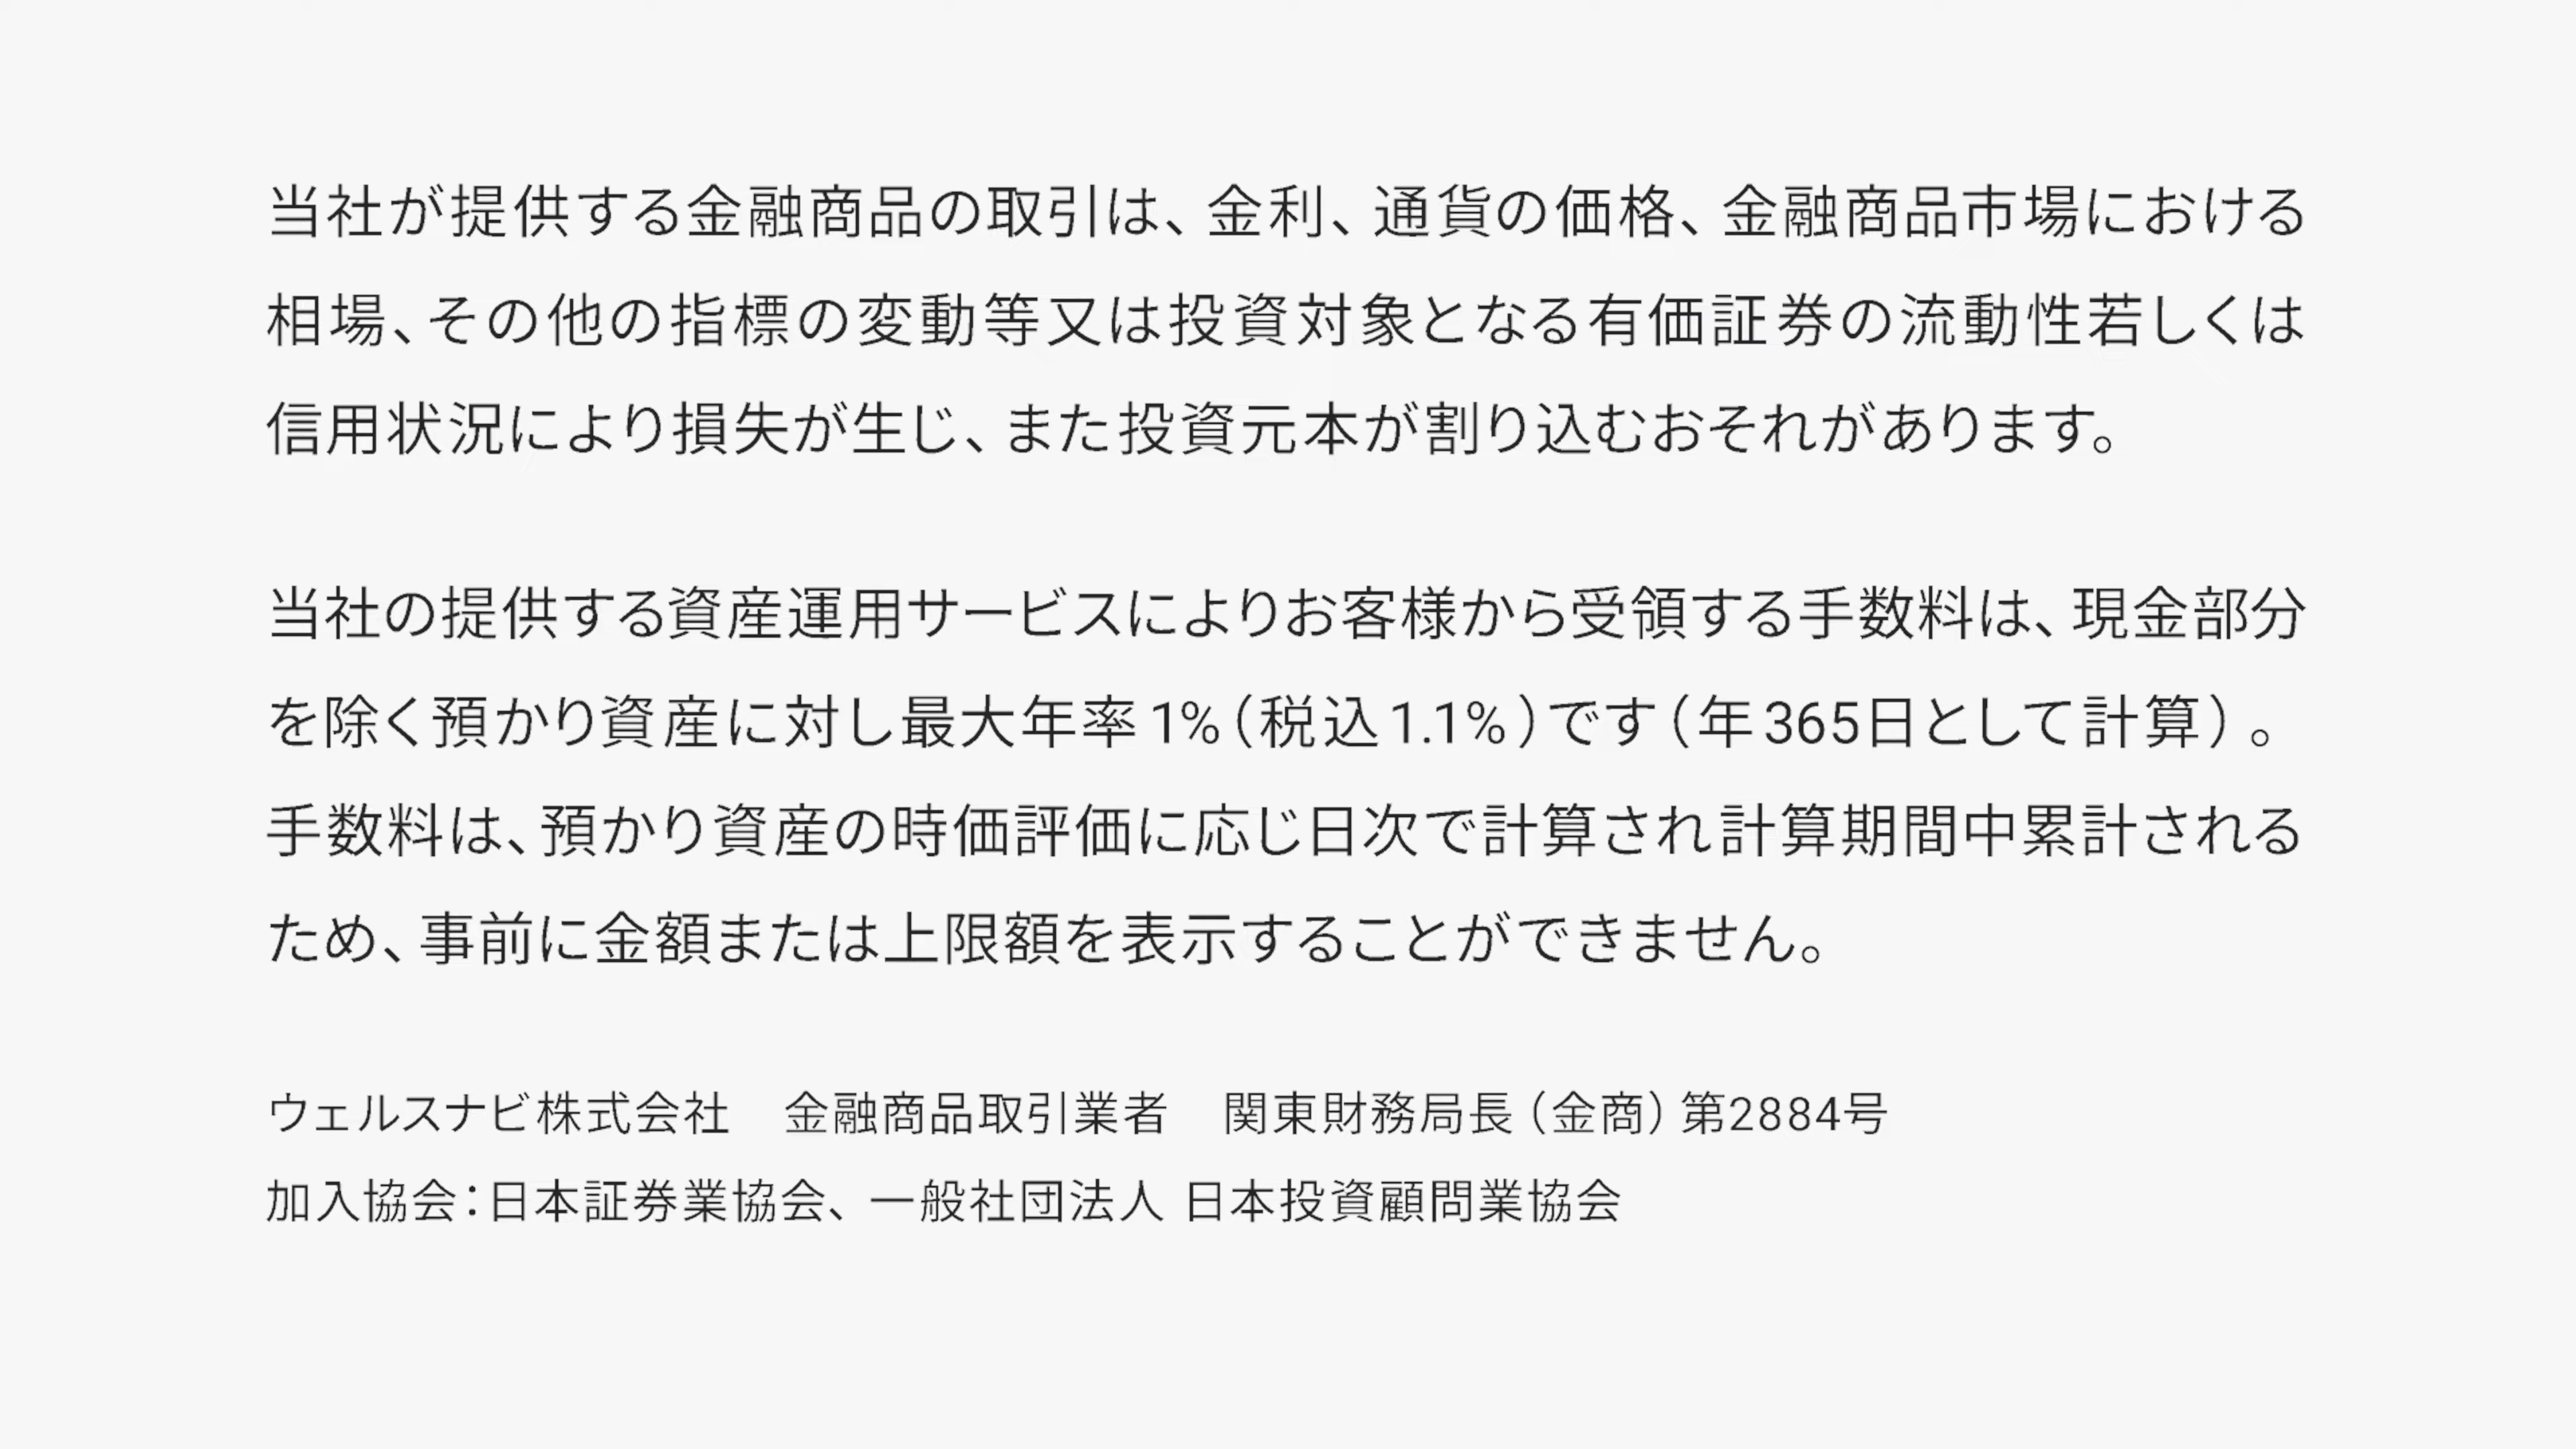 当社が提供する金融商品の取引は、金利、通貨の価格、金融商品市場における
相場、その他の指標の変動等又は投資対象となる有価証券の流動性若しくは
信用状況により損失が生じ、また投資元本が割り込むおそれがあります。
当社の提供する資産運用サービスによりお客様から受領する手数料は、現金部分
を除く預かり資産に対し最大年率1%（税込1.1%）です（年365日として計算）。
手数料は、預かり資産の時価評価に応じ日次で計算され計算期間中累計される
ため、事前に金額または上限額を表示することができません。
ウェルスナビ株式会社　金融商品取引業者　関東財務局長（金商）第2884号
加入協会：日本証券業協会、一般社団法人 日本投資顧問業協会